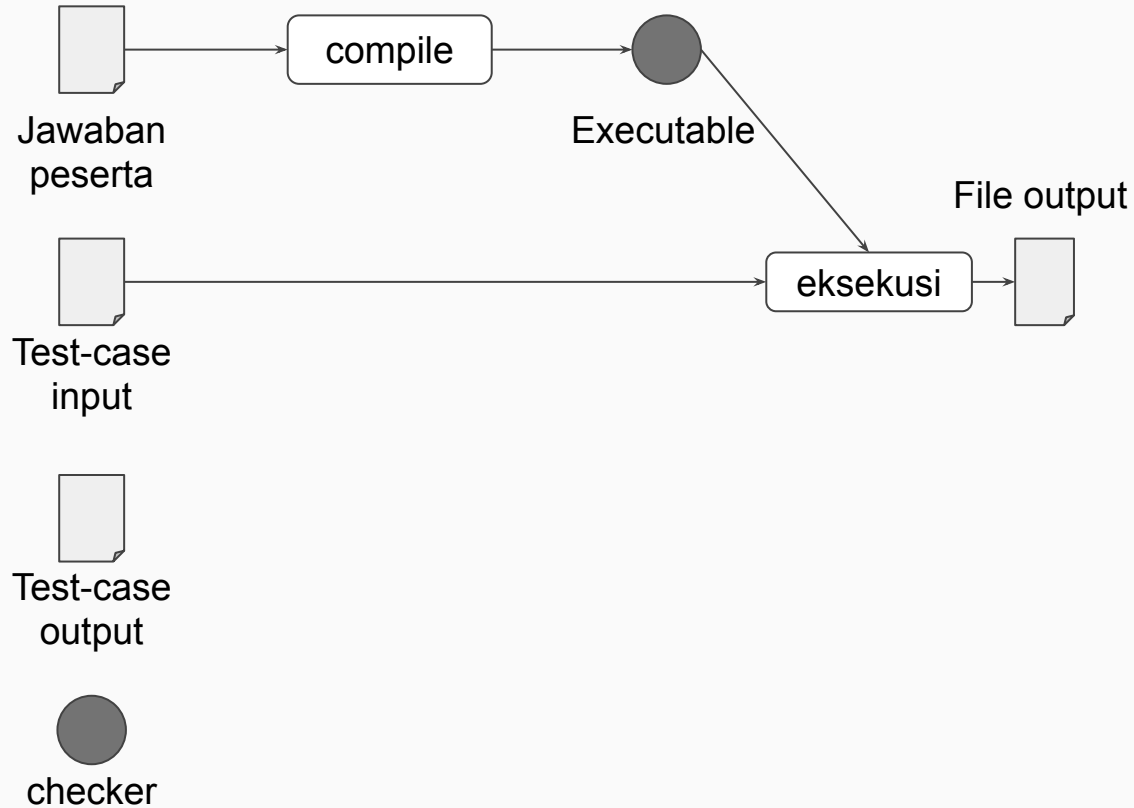 compile
Jawaban
peserta
Executable
File output
eksekusi
Test-case
input
Test-case
output
checker